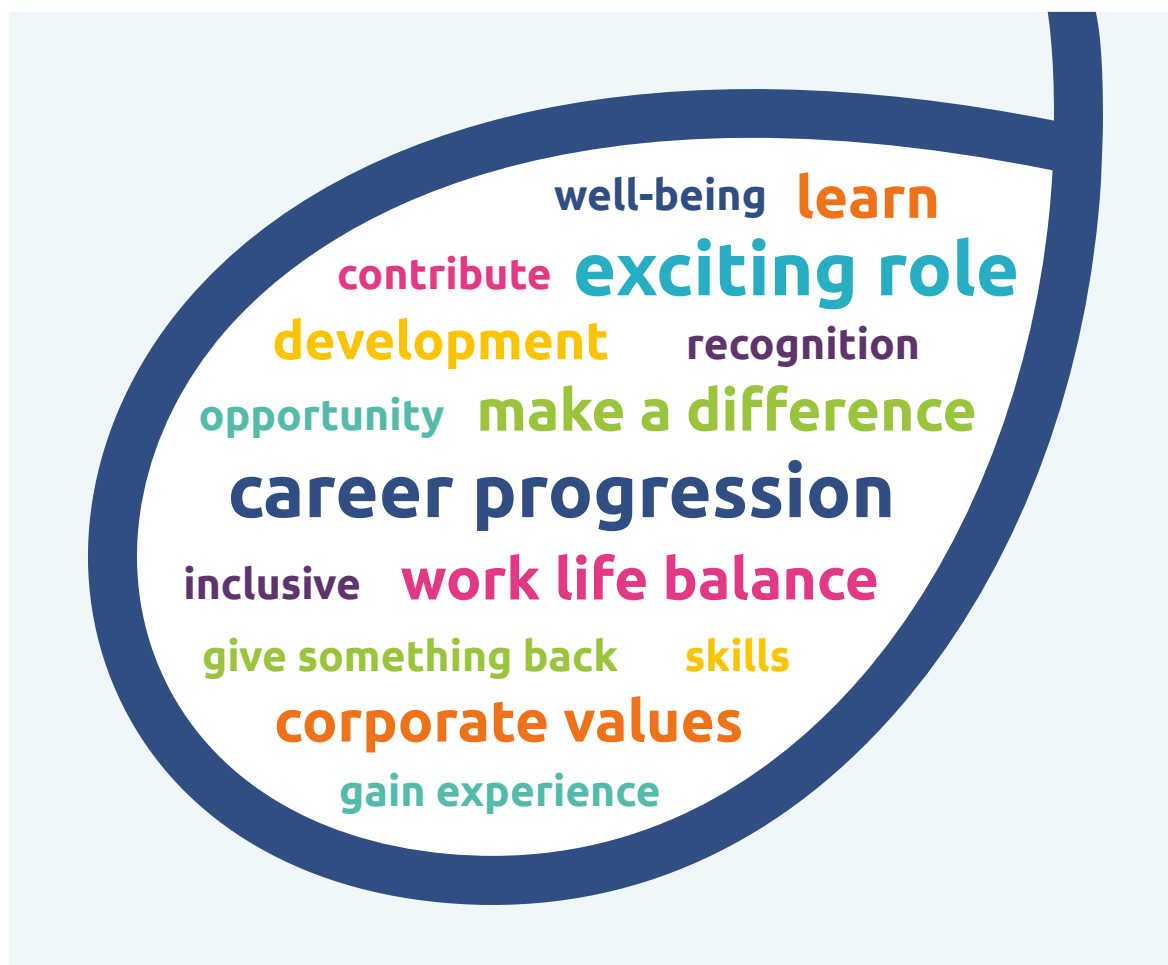 well-being learn
contribute exciting role
development recognition
opportunity make a difference
career progression
inclusive work life balance
give something back skills
corporate values
gain experience